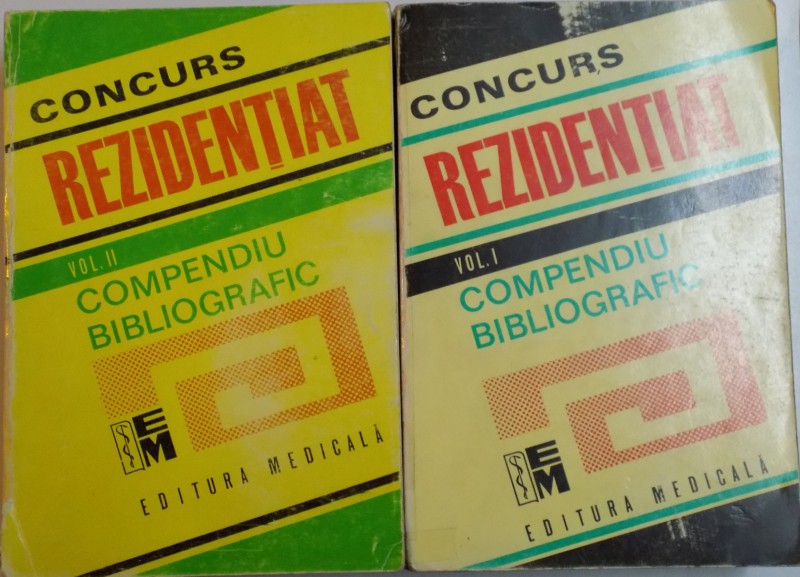 CONCURS
REZIDENȚIAT
VOL. II
COMPENDIU
BIBLIOGRAFIC
EM
EDITURA MEDICALĂ
CONCURS
REZIDENȚIAT
VOL. I
COMPENDIU
BIBLIOGRAFIC
EM
EDITURA MEDICALĂ